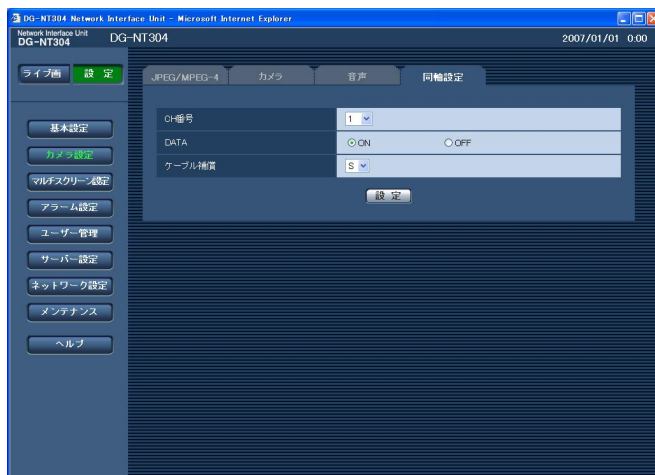 DG-NT304 Network Interface Unit - Microsoft Internet Explorer
Network Interface Unit
DG-NT304
DG-NT304
2007/01/01 0:00
ライブ画 設 定
JPEG/MPEG-4 カメラ 音声 同軸設定
CH番号 1
DATA ON OFF
ケーブル補償 S
設 定
基本設定
カメラ設定
マルチスクリーン設定
アラーム設定
ユーザー管理
サーバー設定
ネットワーク設定
メンテナンス
ヘルプ